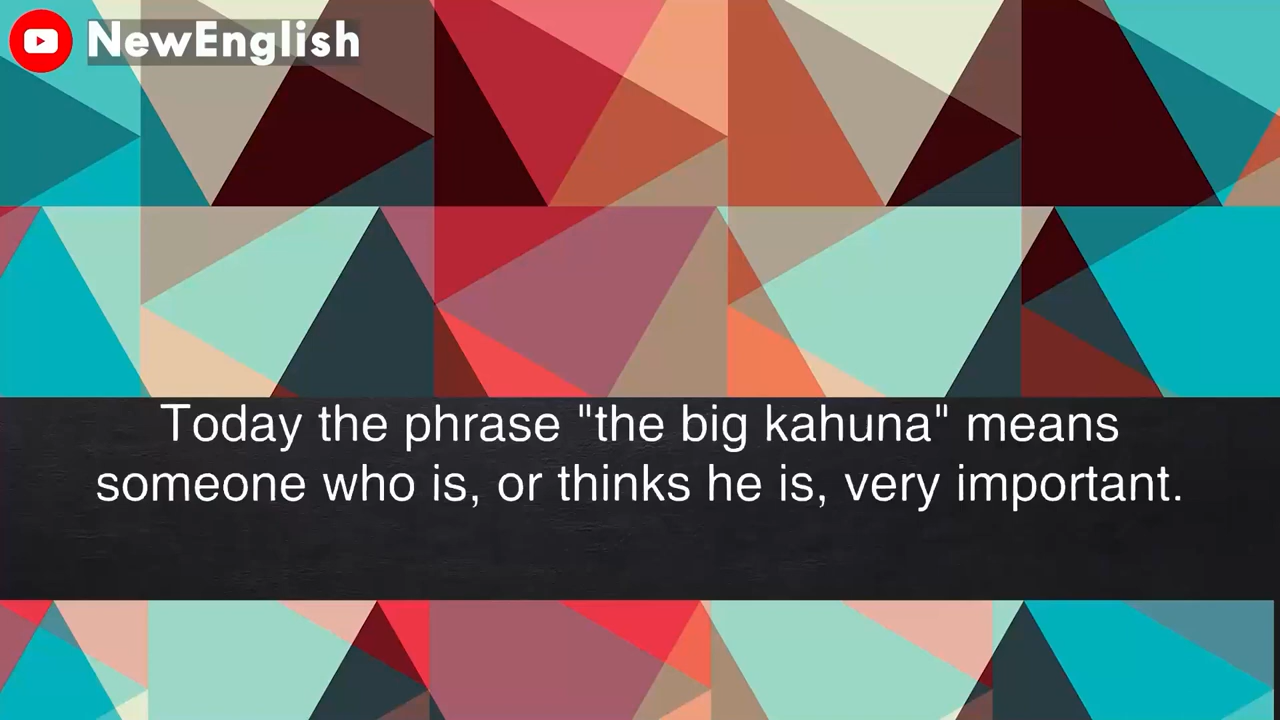 NewEnglish
Today the phrase "the big kahuna" means
someone who is, or thinks he is, very important.